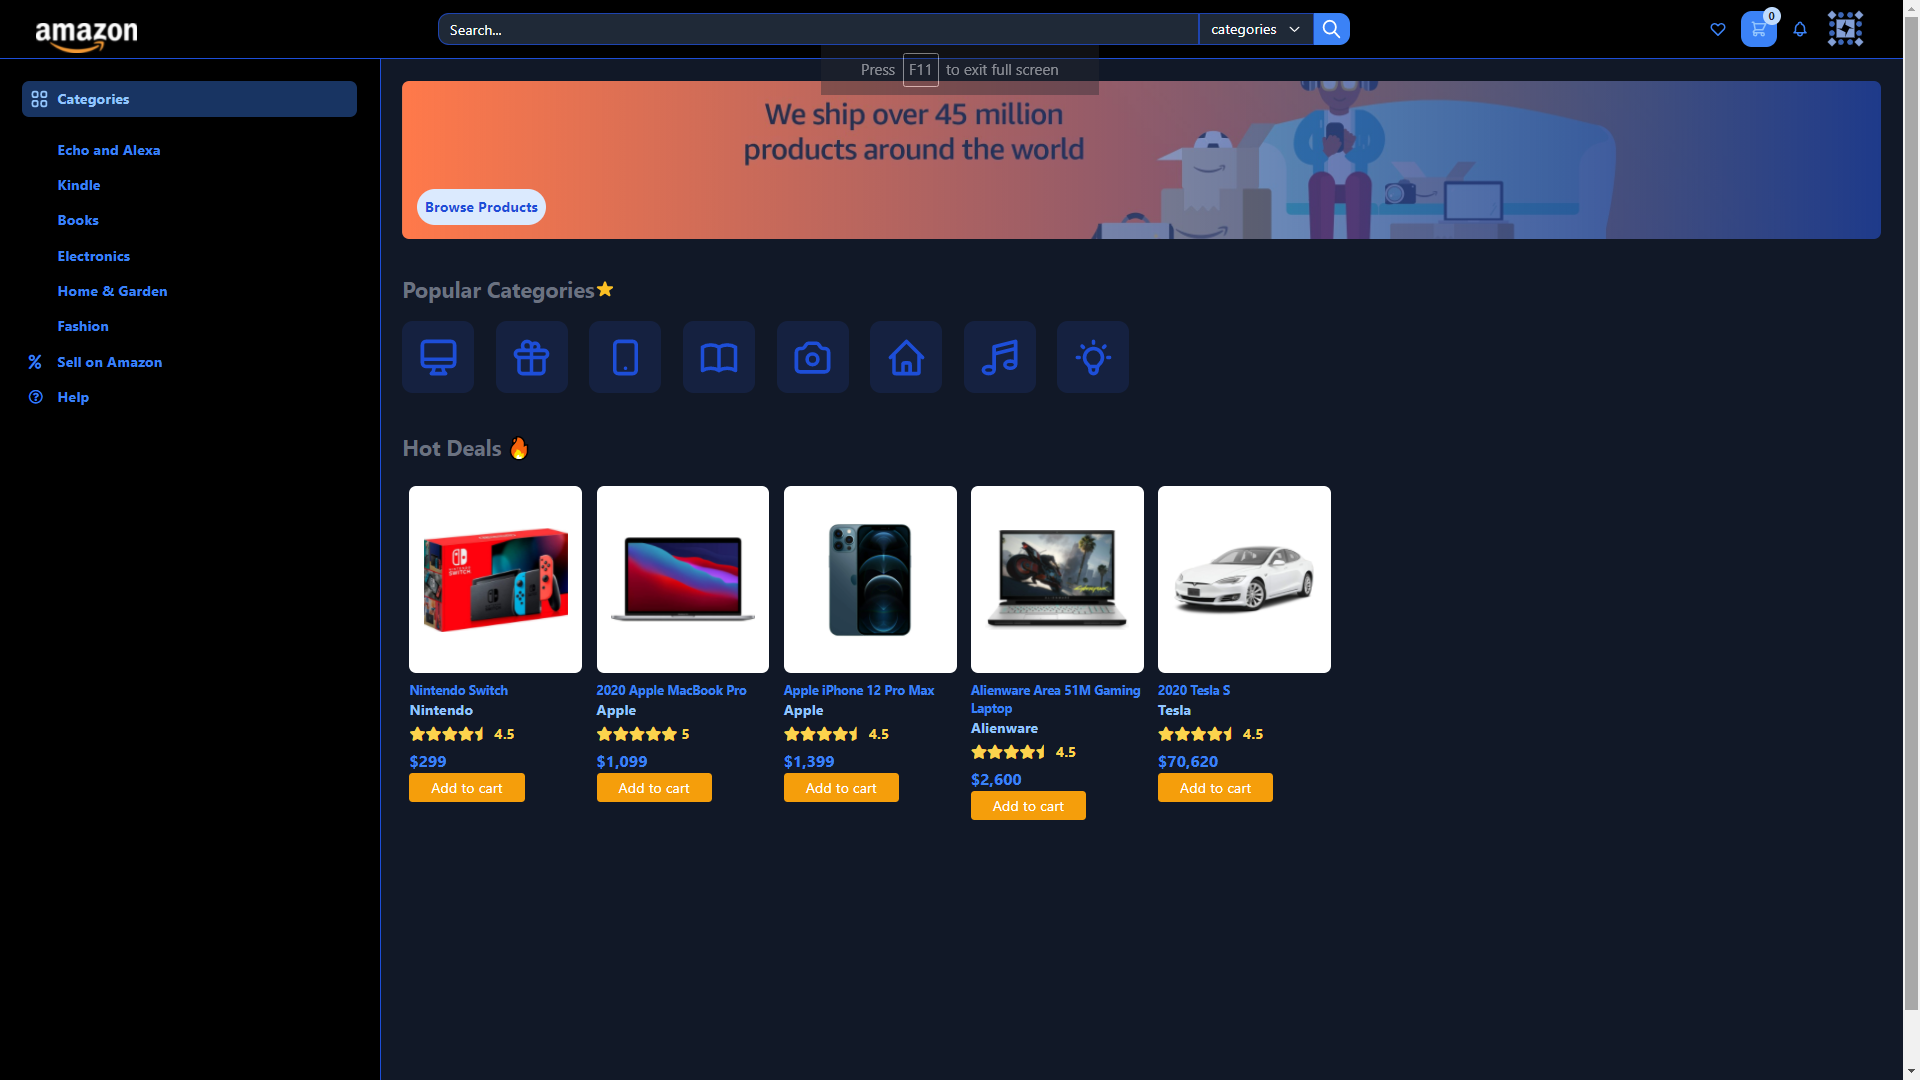 amazon
Search...
categories
0
Press F11 to exit full screen
Categories
Echo and Alexa
Kindle
Books
Electronics
Home & Garden
Fashion
Sell on Amazon
Help
We ship over 45 million
products around the world
Browse Products
Popular Categories
Hot Deals
NINTENDO
SWITCH
Nintendo Switch
Nintendo
4.5
$299
Add to cart
2020 Apple MacBook Pro
Apple
5
$1,099
Add to cart
Apple iPhone 12 Pro Max
Apple
4.5
$1,399
Add to cart
Alienware Area 51M Gaming
Laptop
Alienware
4.5
$2,600
Add to cart
2020 Tesla S
Tesla
4.5
$70,620
Add to cart